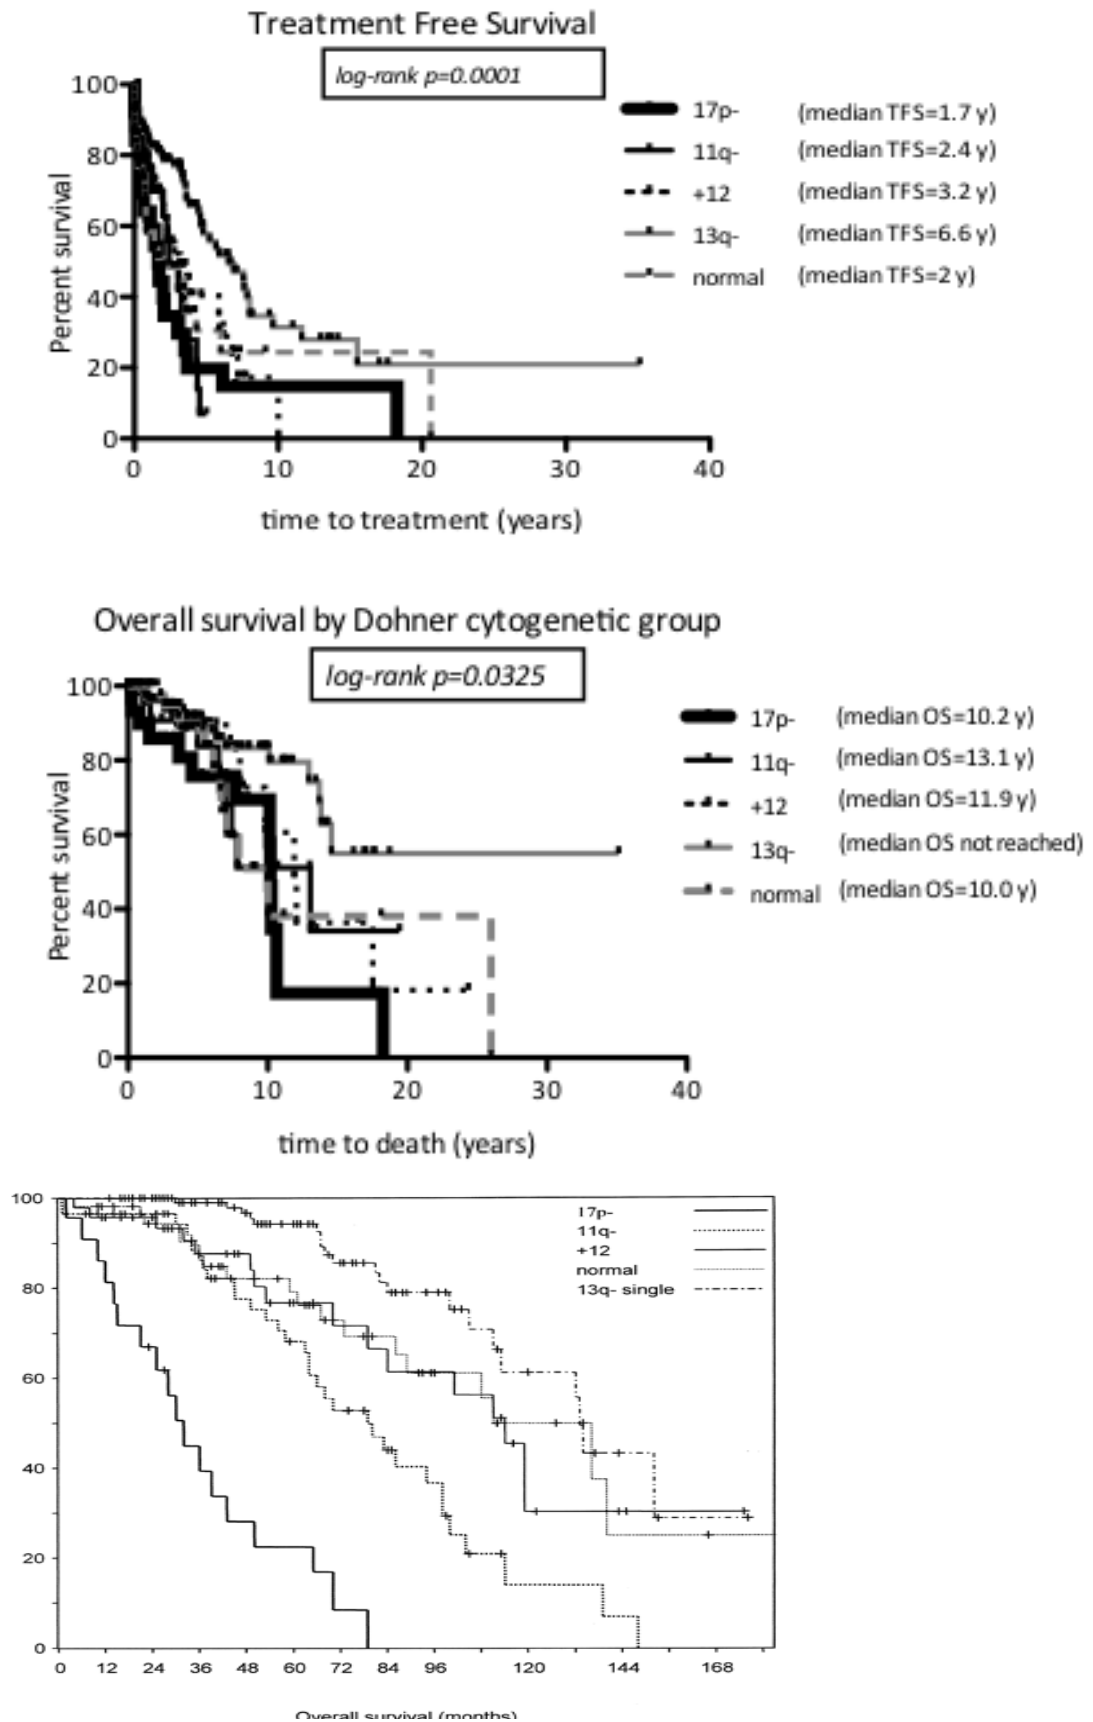 Treatment Free Survival
log-rank p=0.0001
100
80
60
40
20
0
Percent survival
17p- (median TFS=1.7 y)
11q- (median TFS=2.4 y)
+12 (median TFS=3.2 y)
13q- (median TFS=6.6 y)
normal (median TFS=2 y)
0 10 20 30 40
time to treatment (years)
Overall survival by Dohner cytogenetic group
log-rank p=0.0325
100
80
60
40
20
0
Percent survival
17p- (median OS=10.2 y)
11q- (median OS=13.1 y)
+12 (median OS=11.9 y)
13q- (median OS not reached)
normal (median OS=10.0 y)
0 10 20 30 40
time to death (years)
100
80
60
40
20
0
17p-
11q-
+12
normal
13q- single
0 12 24 36 48 60 72 84 96 120 144 168
Overall survival (months)